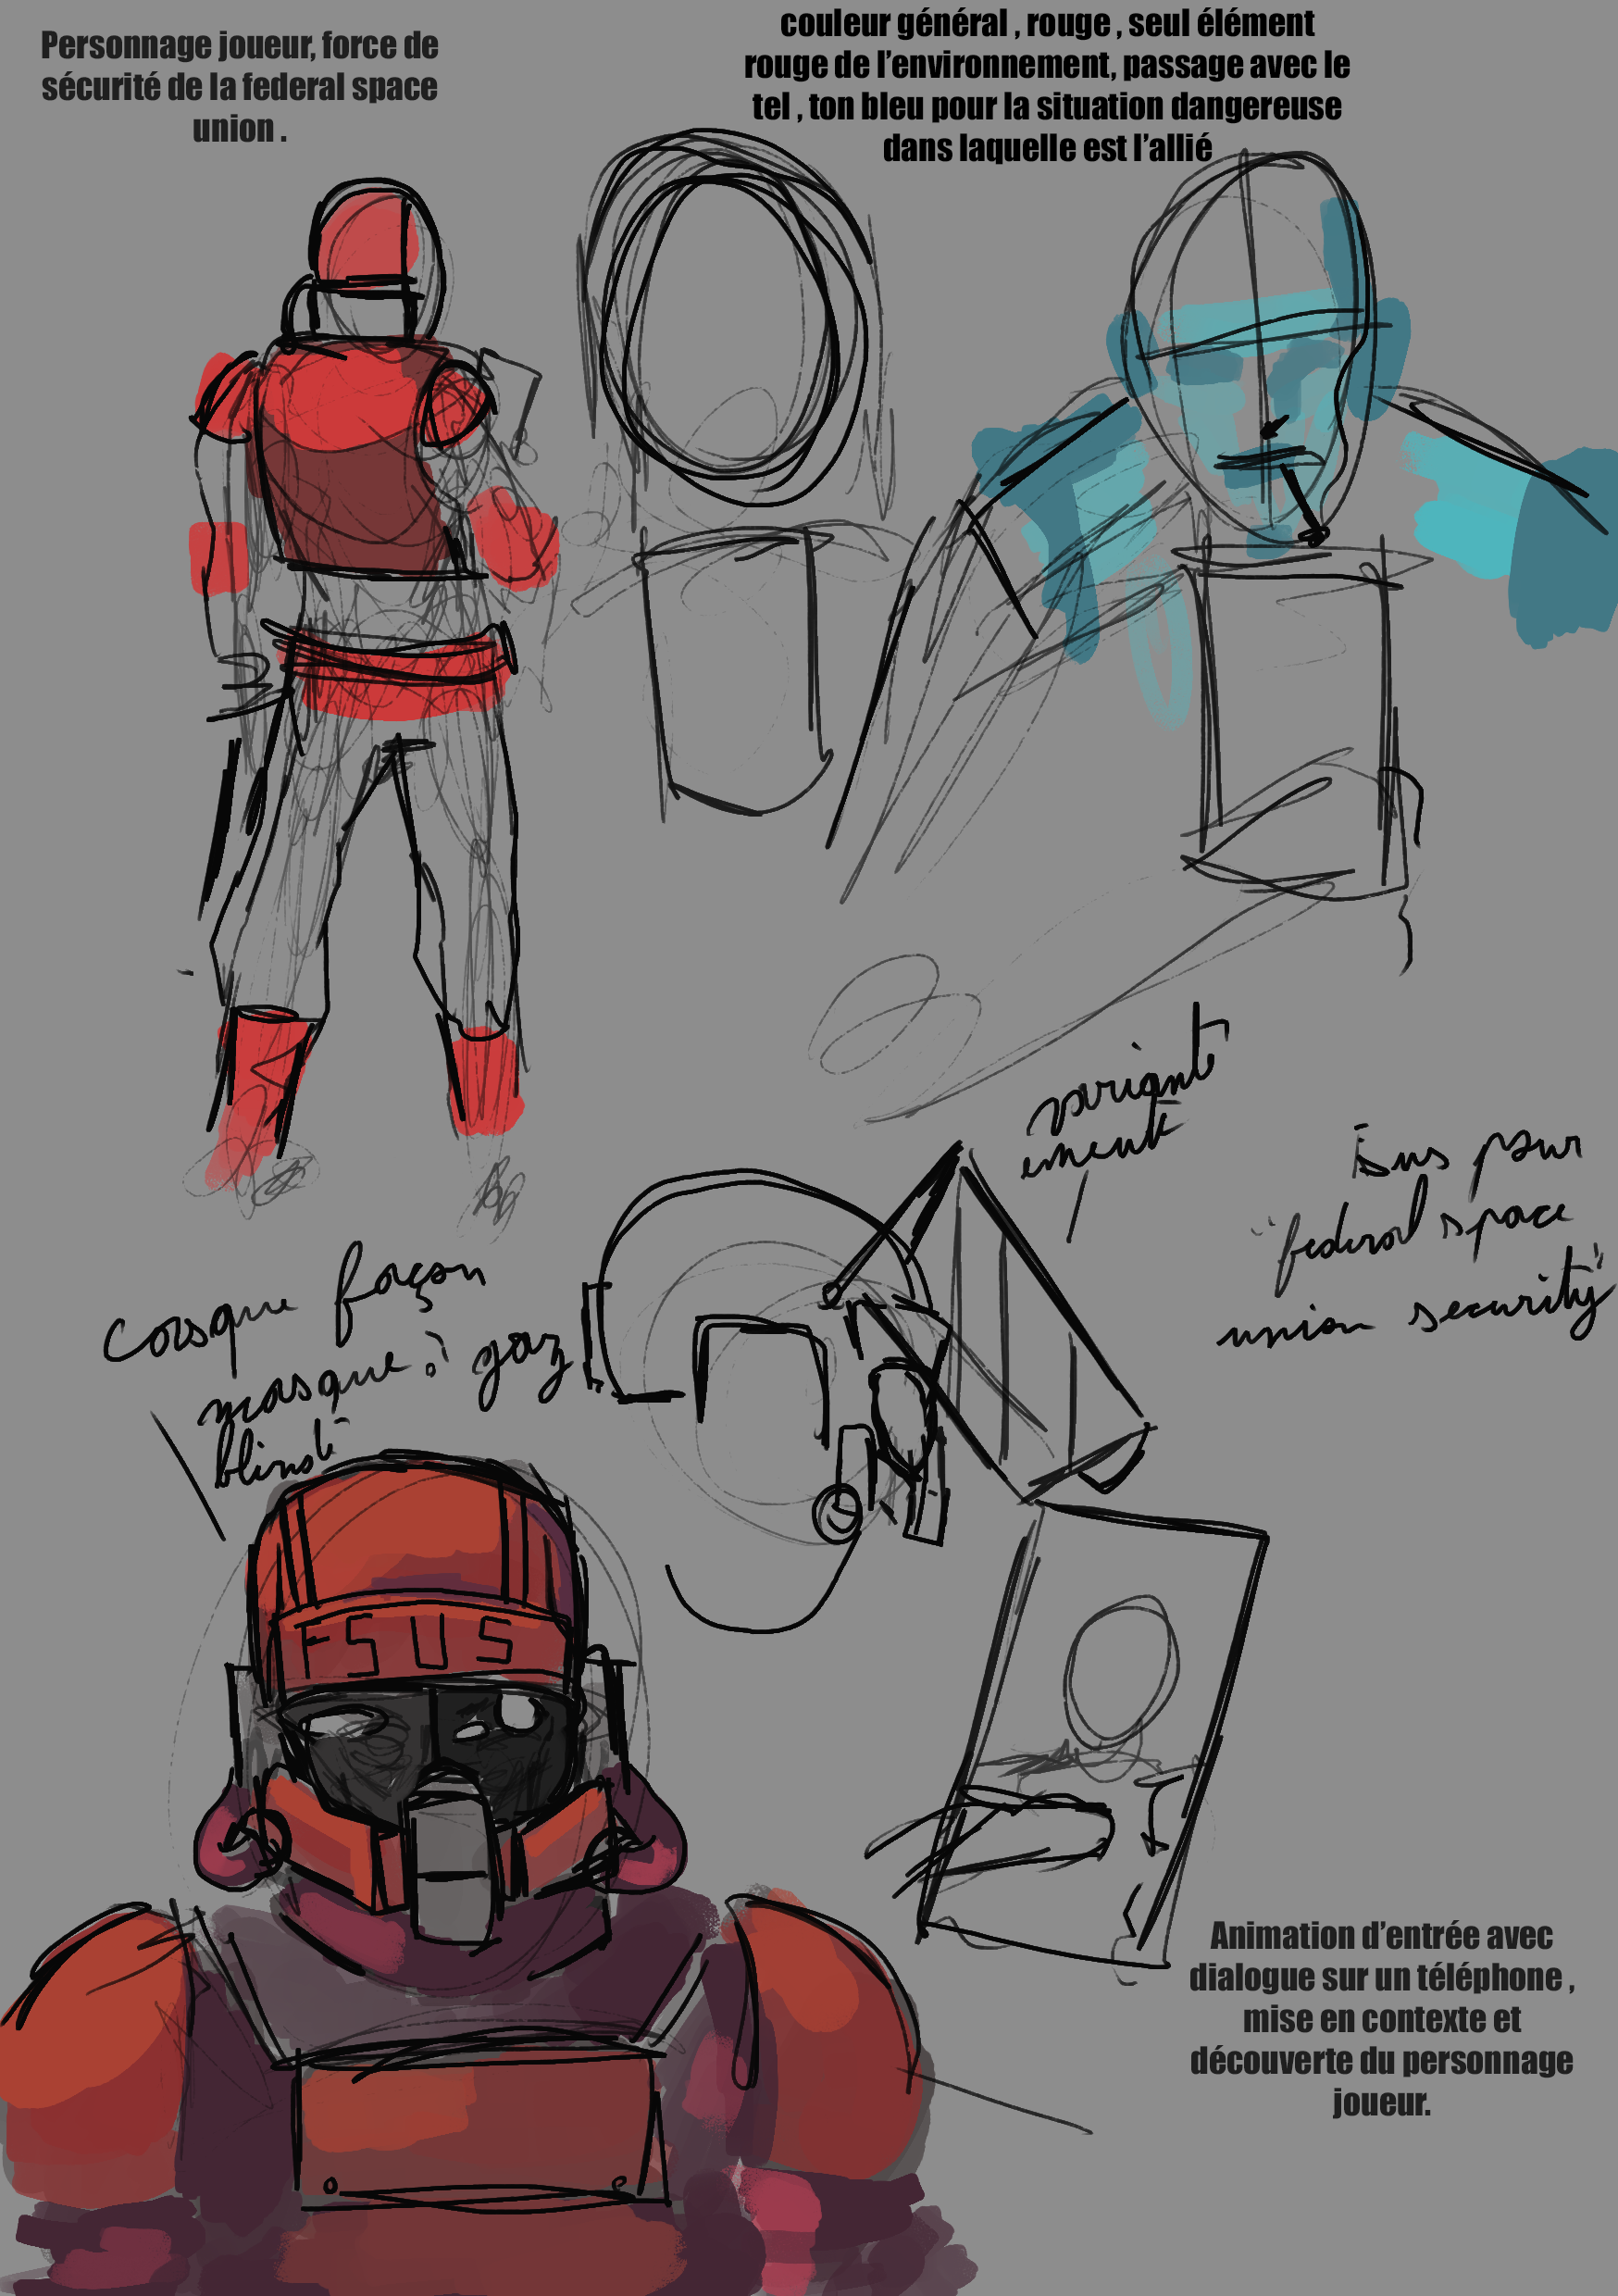 Personnage joueur, force de
sécurité de la federal space
union .
couleur général , rouge , seul élément
rouge de l'environnement, passage avec le
tel , ton bleu pour la situation dangereuse
dans laquelle est l'allié
ement
pour
"federal space
union security"
casque façon
masque à gaz
blindé
FSUS
Animation d'entrée avec
dialogue sur un téléphone ,
mise en contexte et
découverte du personnage
joueur.